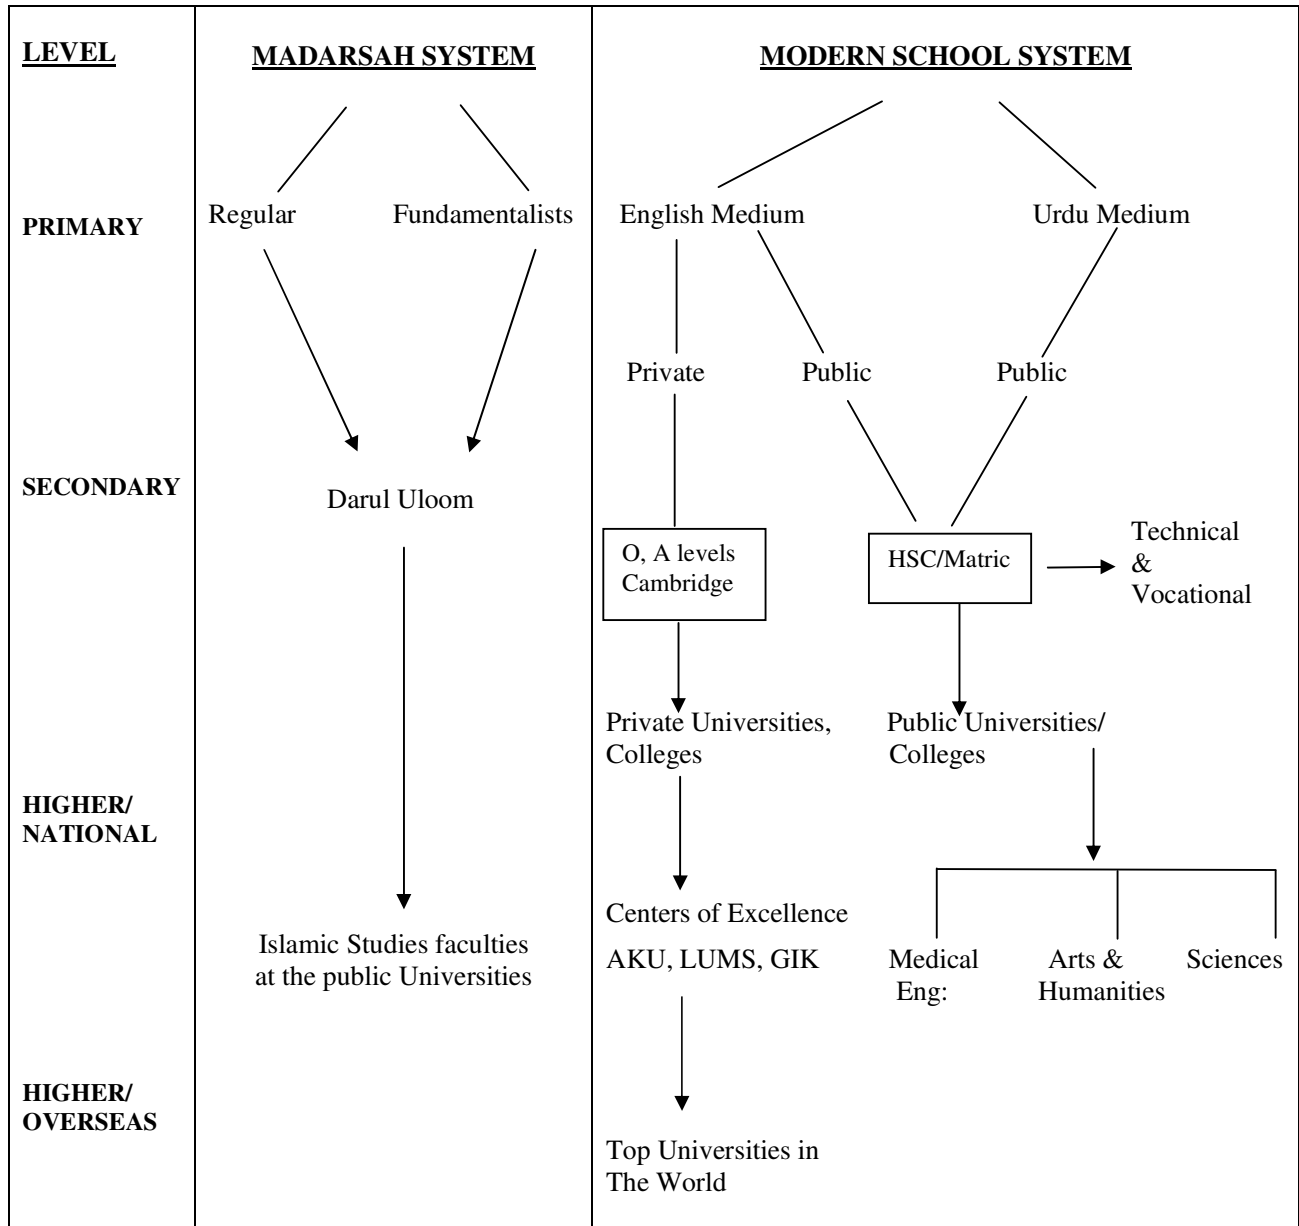 LEVEL
MADARSAH SYSTEM
MODERN SCHOOL SYSTEM
PRIMARY
Regular
Fundamentalists
English Medium
Urdu Medium
Private
Public
Public
SECONDARY
Darul Uloom
O, A levels
Cambridge
HSC/Matric
Technical
&
Vocational
Private Universities,
Colleges
Public Universities/
Colleges
HIGHER/
NATIONAL
Islamic Studies faculties
at the public Universities
Centers of Excellence
AKU, LUMS, GIK
Medical
Eng:
Arts &
Humanities
Sciences
HIGHER/
OVERSEAS
Top Universities in
The World